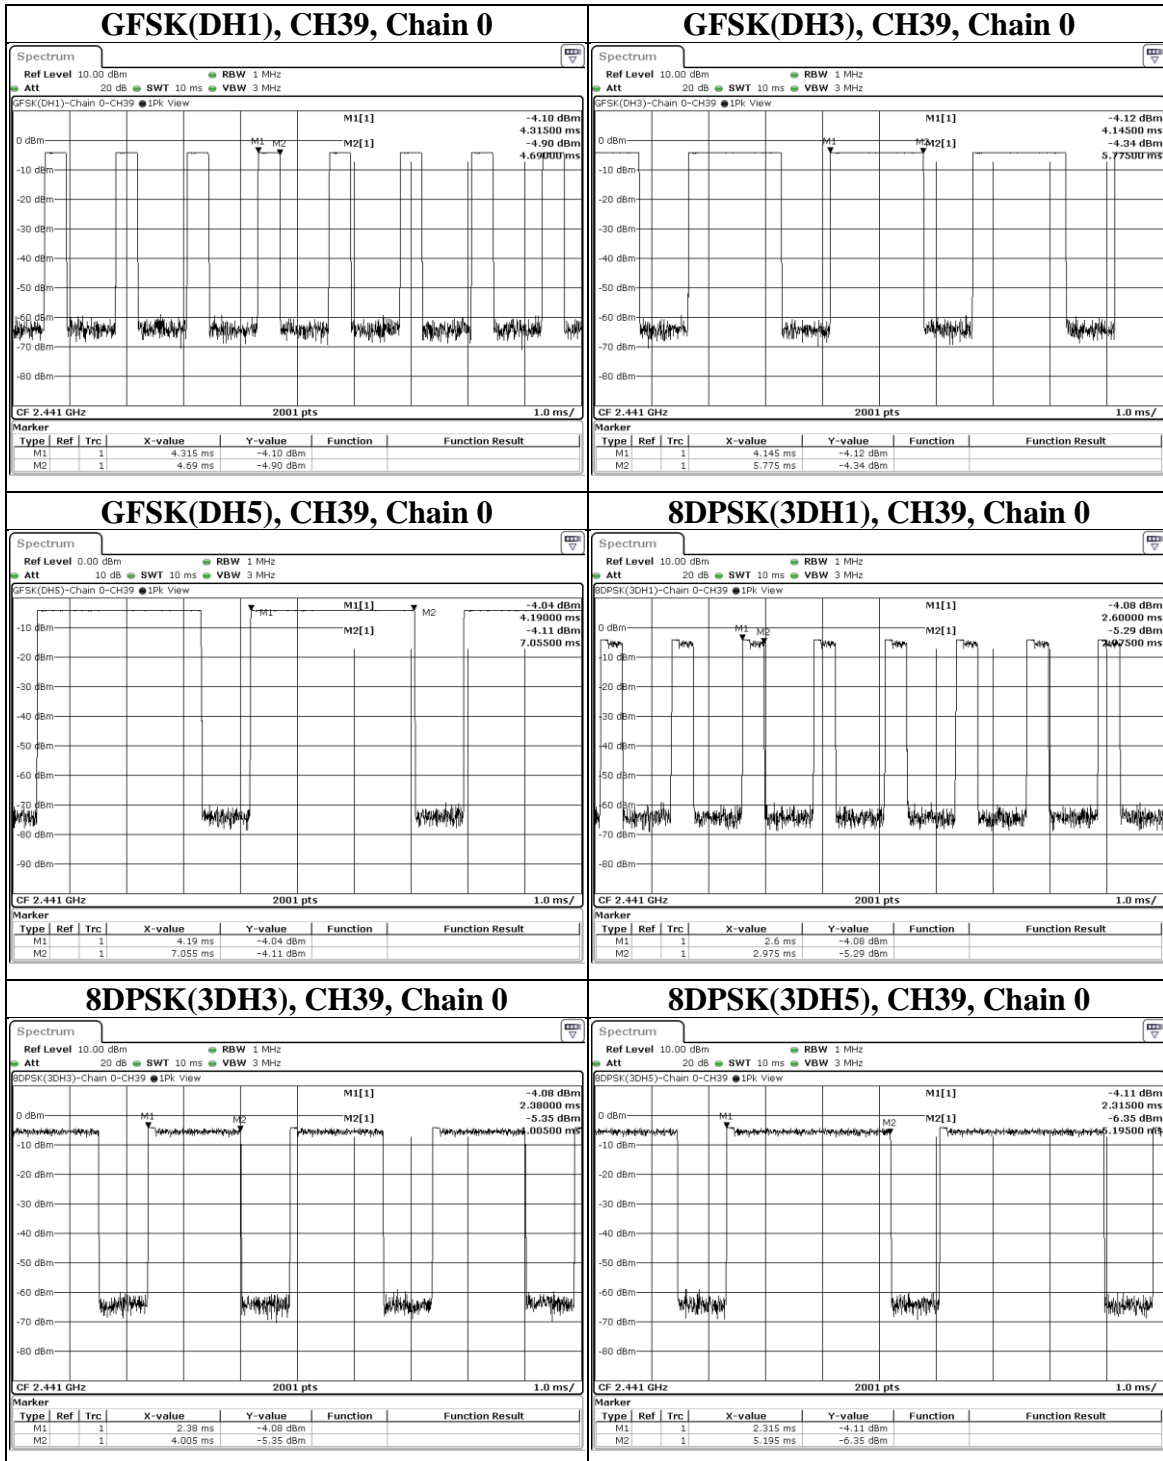 GFSK(DH1), CH39, Chain 0
Spectrum
Ref Level 10.00 dBm RBW 1 MHz
Att 20 dB SWT 10 ms VBW 3 MHz
GFSK(DH1)-Chain 0-CH39 1Pk View
M1[1] -4.10 dBm
4.31500 ms
M2[1] -4.90 dBm
4.69000 ms
M1 M2
0 dBm
-10 dBm
-20 dBm
-30 dBm
-40 dBm
-50 dBm
-60 dBm
-70 dBm
-80 dBm
CF 2.441 GHz 2001 pts 1.0 ms/
Marker
Type Ref Trc X-value Y-value Function Function Result
M1 1 4.315 ms -4.10 dBm
M2 1 4.69 ms -4.90 dBm
GFSK(DH3), CH39, Chain 0
Spectrum
Ref Level 10.00 dBm RBW 1 MHz
Att 20 dB SWT 10 ms VBW 3 MHz
GFSK(DH3)-Chain 0-CH39 1Pk View
M1[1] -4.12 dBm
4.14500 ms
M2[1] -4.34 dBm
5.77500 ms
M1 M2
0 dBm
-10 dBm
-20 dBm
-30 dBm
-40 dBm
-50 dBm
-60 dBm
-70 dBm
-80 dBm
CF 2.441 GHz 2001 pts 1.0 ms/
Marker
Type Ref Trc X-value Y-value Function Function Result
M1 1 4.145 ms -4.12 dBm
M2 1 5.775 ms -4.34 dBm
GFSK(DH5), CH39, Chain 0
Spectrum
Ref Level 0.00 dBm RBW 1 MHz
Att 10 dB SWT 10 ms VBW 3 MHz
GFSK(DH5)-Chain 0-CH39 1Pk View
M1[1] -4.04 dBm
4.19000 ms
M2[1] -4.11 dBm
7.05500 ms
M1 M2
-10 dBm
-20 dBm
-30 dBm
-40 dBm
-50 dBm
-60 dBm
-70 dBm
-80 dBm
-90 dBm
CF 2.441 GHz 2001 pts 1.0 ms/
Marker
Type Ref Trc X-value Y-value Function Function Result
M1 1 4.19 ms -4.04 dBm
M2 1 7.055 ms -4.11 dBm
8DPSK(3DH1), CH39, Chain 0
Spectrum
Ref Level 10.00 dBm RBW 1 MHz
Att 20 dB SWT 10 ms VBW 3 MHz
8DPSK(3DH1)-Chain 0-CH39 1Pk View
M1[1] -4.08 dBm
2.60000 ms
M2[1] -5.29 dBm
2.97500 ms
M1 M2
0 dBm
-10 dBm
-20 dBm
-30 dBm
-40 dBm
-50 dBm
-60 dBm
-70 dBm
-80 dBm
CF 2.441 GHz 2001 pts 1.0 ms/
Marker
Type Ref Trc X-value Y-value Function Function Result
M1 1 2.6 ms -4.08 dBm
M2 1 2.975 ms -5.29 dBm
8DPSK(3DH3), CH39, Chain 0
Spectrum
Ref Level 10.00 dBm RBW 1 MHz
Att 20 dB SWT 10 ms VBW 3 MHz
8DPSK(3DH3)-Chain 0-CH39 1Pk View
M1[1] -4.08 dBm
2.38000 ms
M2[1] -5.35 dBm
4.00500 ms
M1 M2
0 dBm
-10 dBm
-20 dBm
-30 dBm
-40 dBm
-50 dBm
-60 dBm
-70 dBm
-80 dBm
CF 2.441 GHz 2001 pts 1.0 ms/
Marker
Type Ref Trc X-value Y-value Function Function Result
M1 1 2.38 ms -4.08 dBm
M2 1 4.005 ms -5.35 dBm
8DPSK(3DH5), CH39, Chain 0
Spectrum
Ref Level 10.00 dBm RBW 1 MHz
Att 20 dB SWT 10 ms VBW 3 MHz
8DPSK(3DH5)-Chain 0-CH39 1Pk View
M1[1] -4.11 dBm
2.31500 ms
M2[1] -6.35 dBm
5.19500 ms
M1 M2
0 dBm
-10 dBm
-20 dBm
-30 dBm
-40 dBm
-50 dBm
-60 dBm
-70 dBm
-80 dBm
CF 2.441 GHz 2001 pts 1.0 ms/
Marker
Type Ref Trc X-value Y-value Function Function Result
M1 1 2.315 ms -4.11 dBm
M2 1 5.195 ms -6.35 dBm